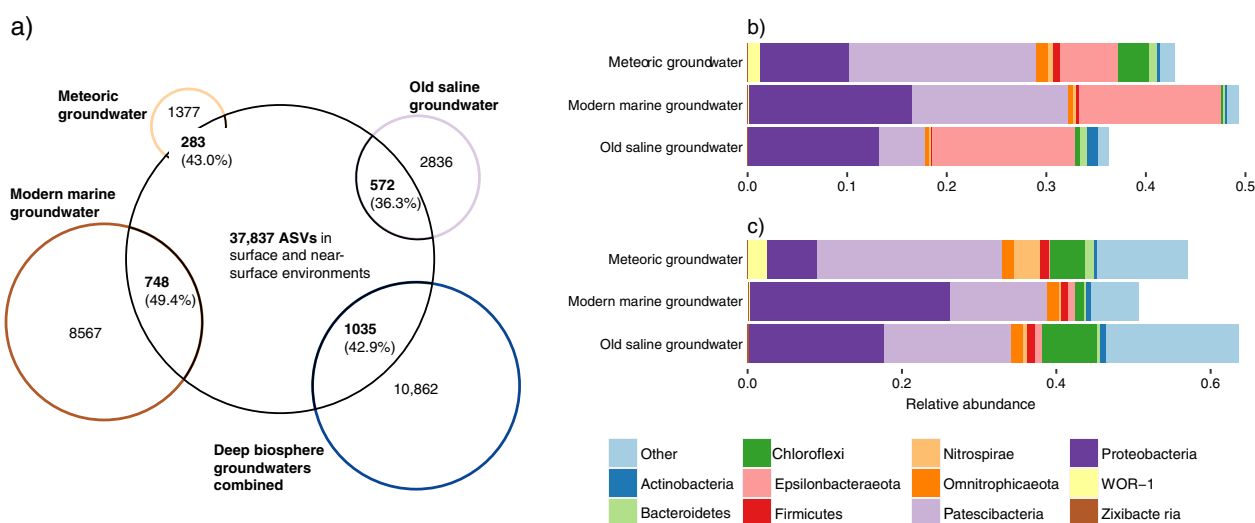 a)
Meteoric
groundwater
1377
283
(43.0%)
Old saline
groundwater
2836
572
(36.3%)
Modern marine
groundwater
37,837 ASVs in
surface and near-
surface environments
748
(49.4%)
8567
1035
(42.9%)
10,862
Deep biosphere
groundwaters
combined
b)
Meteoric groundwater
Modern marine groundwater
Old saline groundwater
0.0 0.1 0.2 0.3 0.4 0.5
c)
Meteoric groundwater
Modern marine groundwater
Old saline groundwater
0.0 0.2 0.4 0.6
Relative abundance
Other Chloroflexi Nitrospirae Proteobacteria
Actinobacteria Epsilonbacteraeota Omnitrophicaeota WOR−1
Bacteroidetes Firmicutes Patescibacteria Zixibacte ria